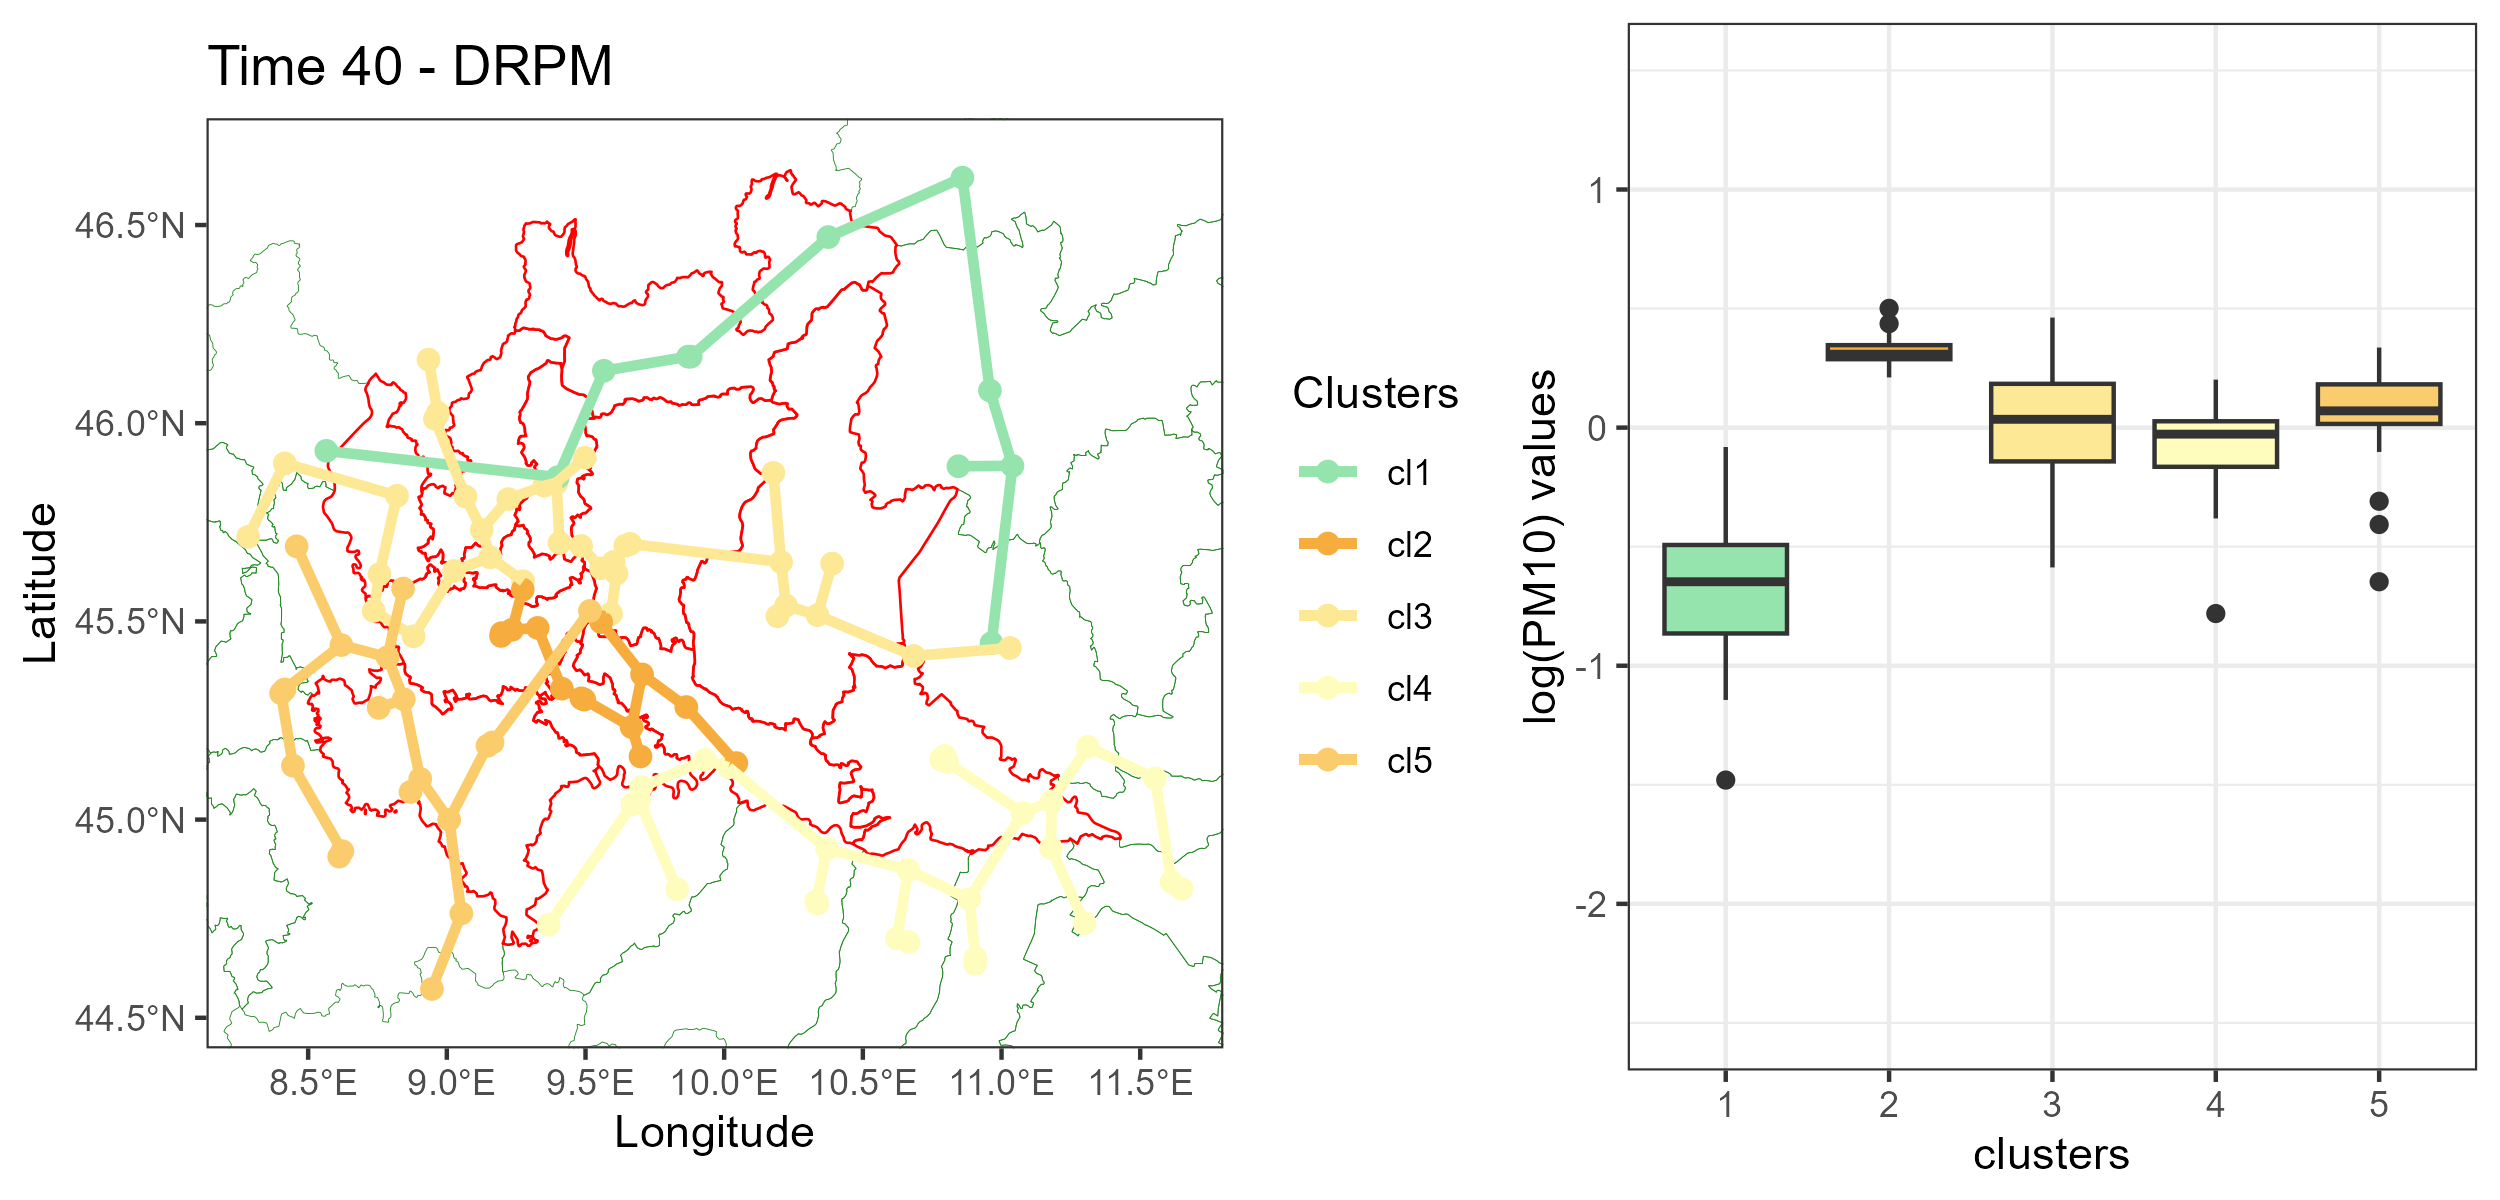 Time 40 - DRPM
46.5°N
46.0°N
45.5°N
45.0°N
44.5°N
Latitude
8.5°E 9.0°E 9.5°E 10.0°E 10.5°E 11.0°E 11.5°E
Longitude
Clusters
cl1
cl2
cl3
cl4
cl5
log(PM10) values
1
0
-1
-2
1 2 3 4 5
clusters